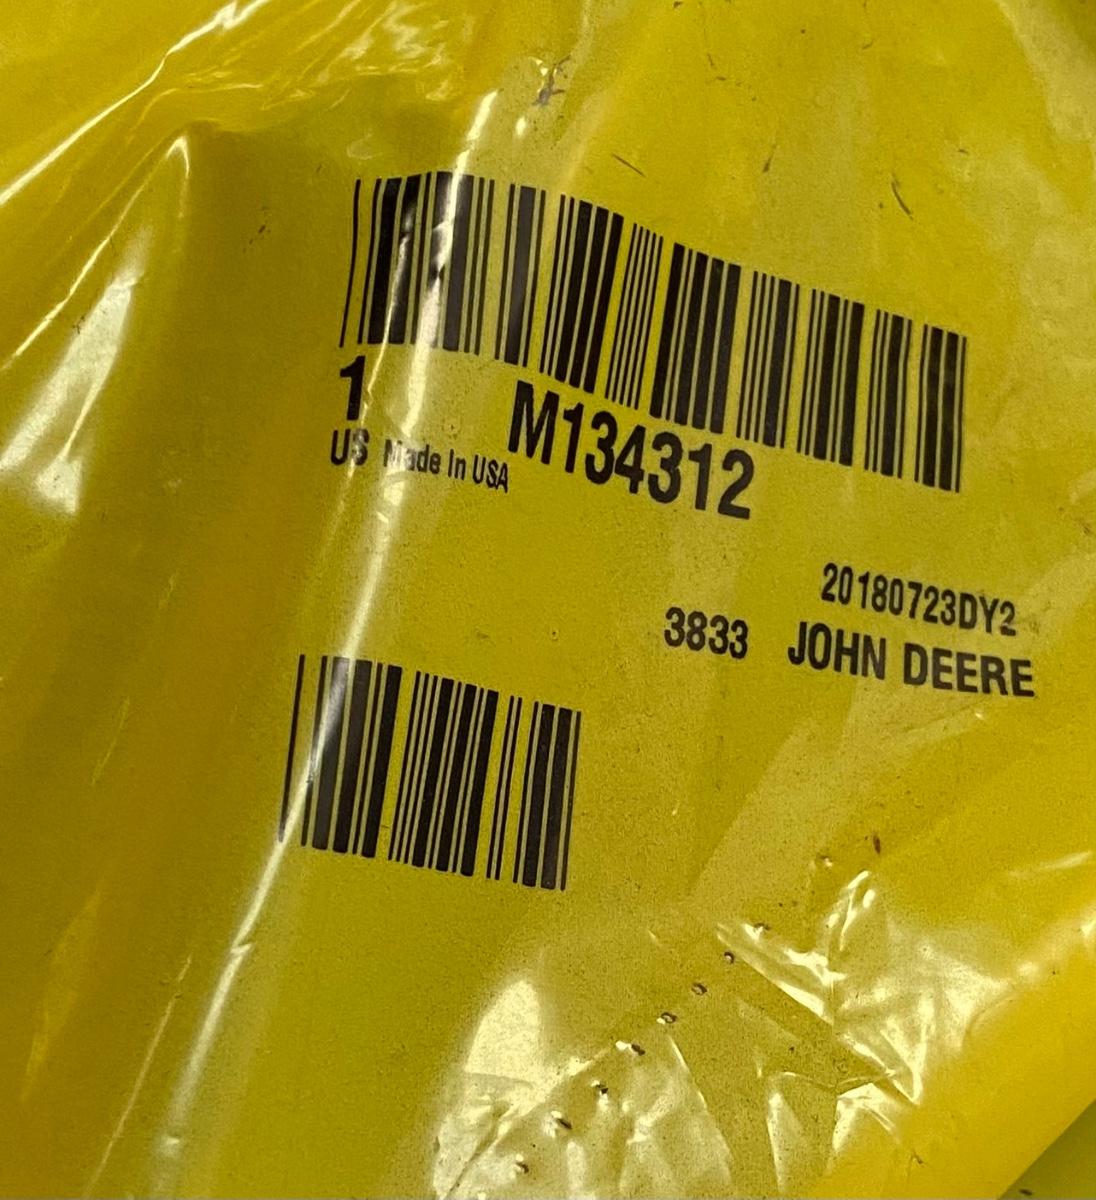 1 M134312
US Made In USA
20180723DY2
3833 JOHN DEERE